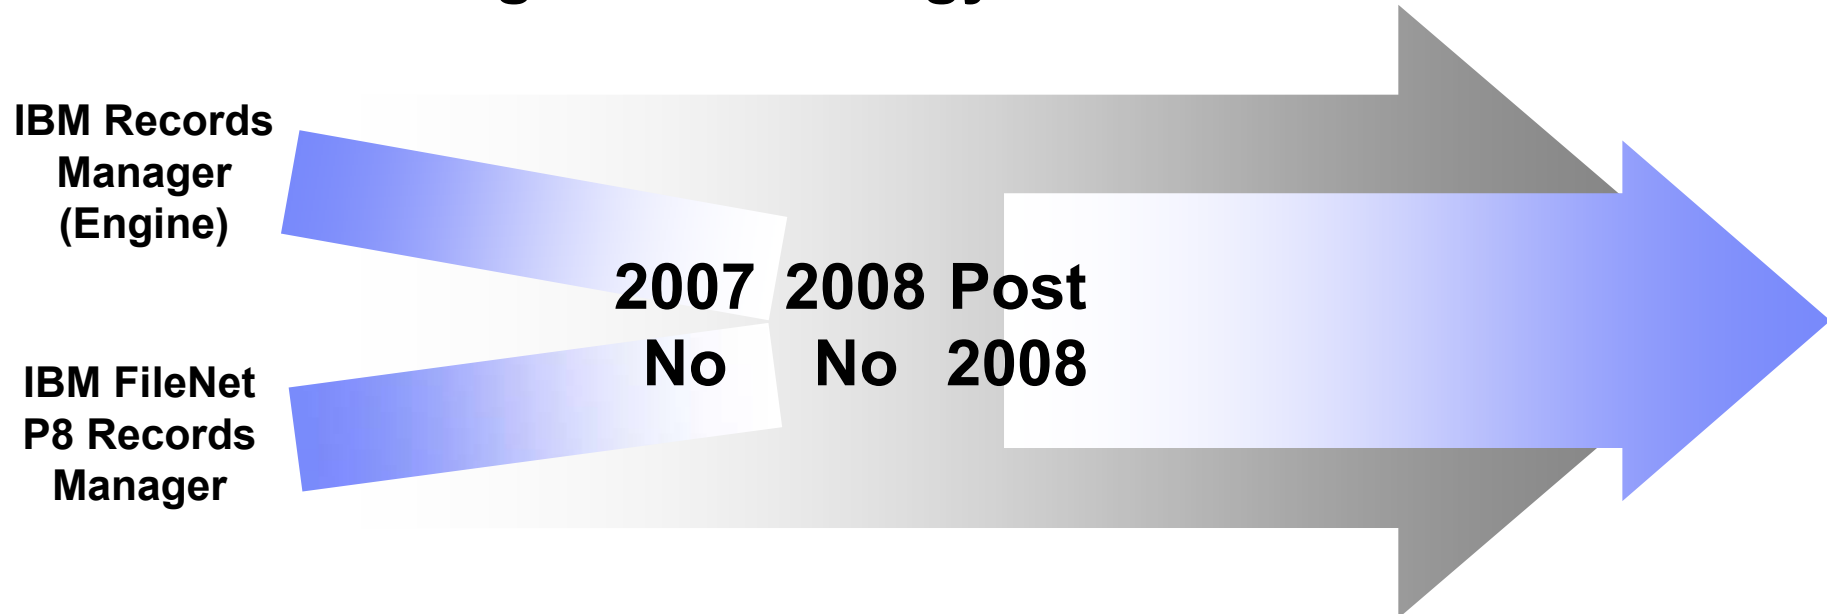 IBM Records
Manager
(Engine)
2007 2008 Post
No No 2008
IBM FileNet
P8 Records
Manager